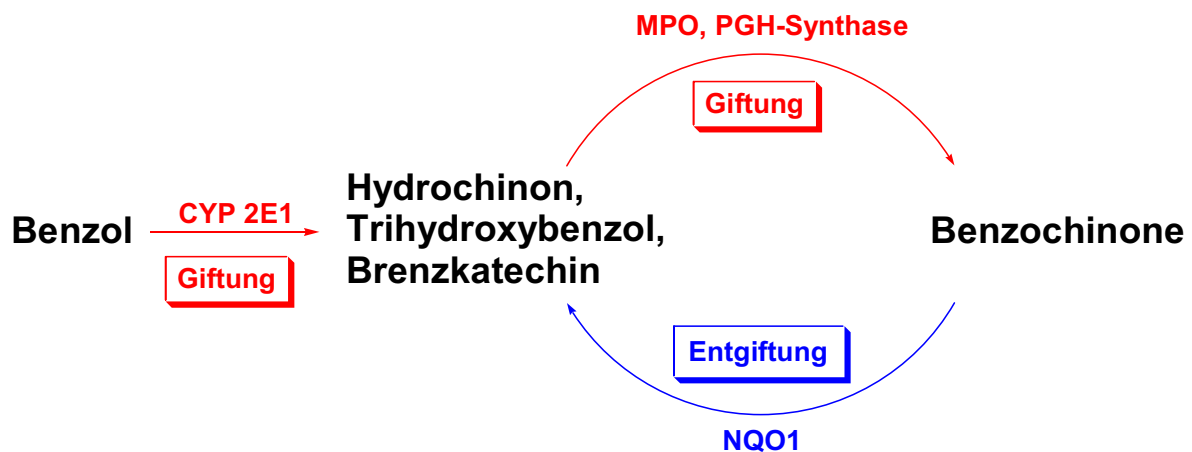 MPO, PGH-Synthase
Giftung
Benzol
CYP 2E1
Giftung
Hydrochinon,
Trihydroxybenzol,
Brenzkatechin
Benzochinone
Entgiftung
NQO1